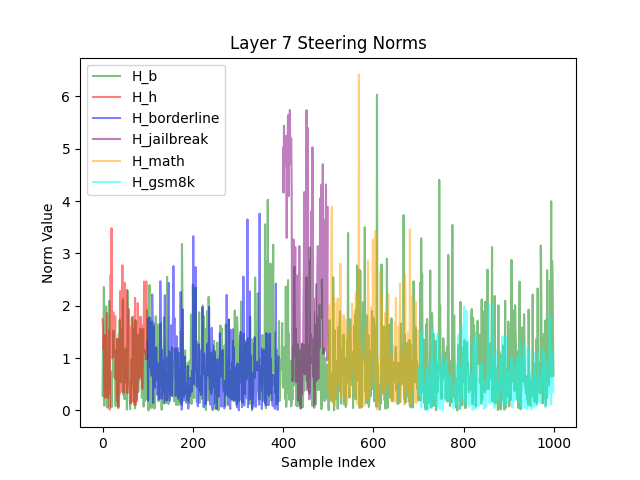 Layer 7 Steering Norms
H_b
H_h
H_borderline
H_jailbreak
H_math
H_gsm8k
Norm Value
6
5
4
3
2
1
0
0 200 400 600 800 1000
Sample Index